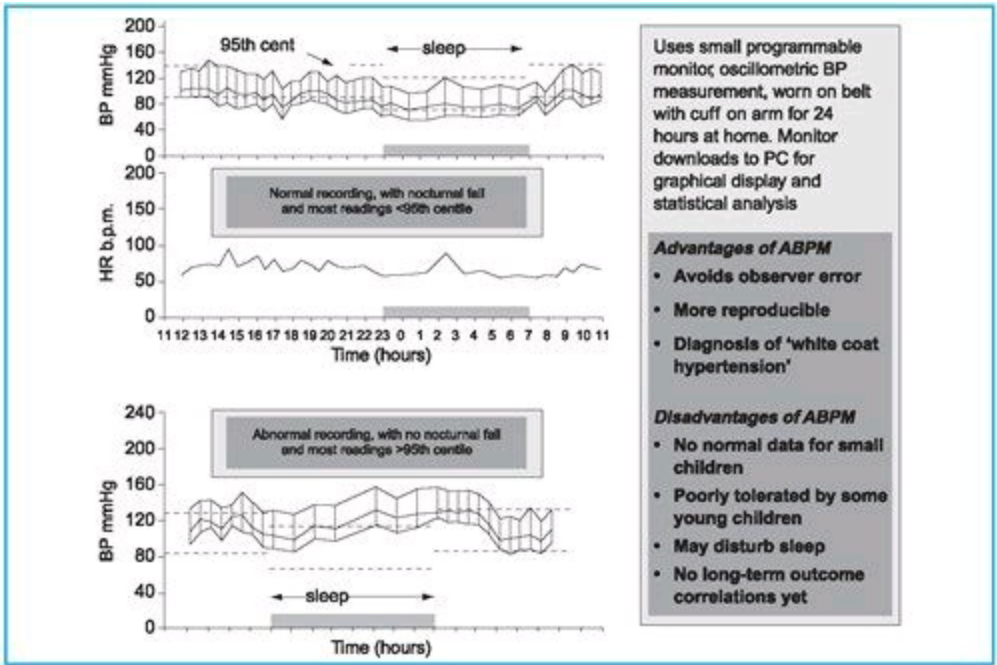 200
160
120
80
40
0
BP mmHg
95th cent
sleep
200
150
100
50
0
HR b.p.m.
Normal recording, with nocturnal fall
and most readings <95th centile
11 12 13 14 15 16 17 18 19 20 21 22 23 0 1 2 3 5 6 7 8 9 10 11
Time (hours)
240
200
160
120
80
40
0
BP mmHg
Abnormal recording, with no nocturnal fall
and most readings >95th centile
sleep
Time (hours)
Uses small programmable
monitor, oscillometric BP
measurement, worn on belt
with cuff on arm for 24
hours at home. Monitor
downloads to PC for
graphical display and
statistical analysis
Advantages of ABPM
• Avoids observer error
• More reproducible
• Diagnosis of ‘white coat
hypertension’
Disadvantages of ABPM
• No normal data for small
children
• Poorly tolerated by some
young children
• May disturb sleep
• No long-term outcome
correlations yet